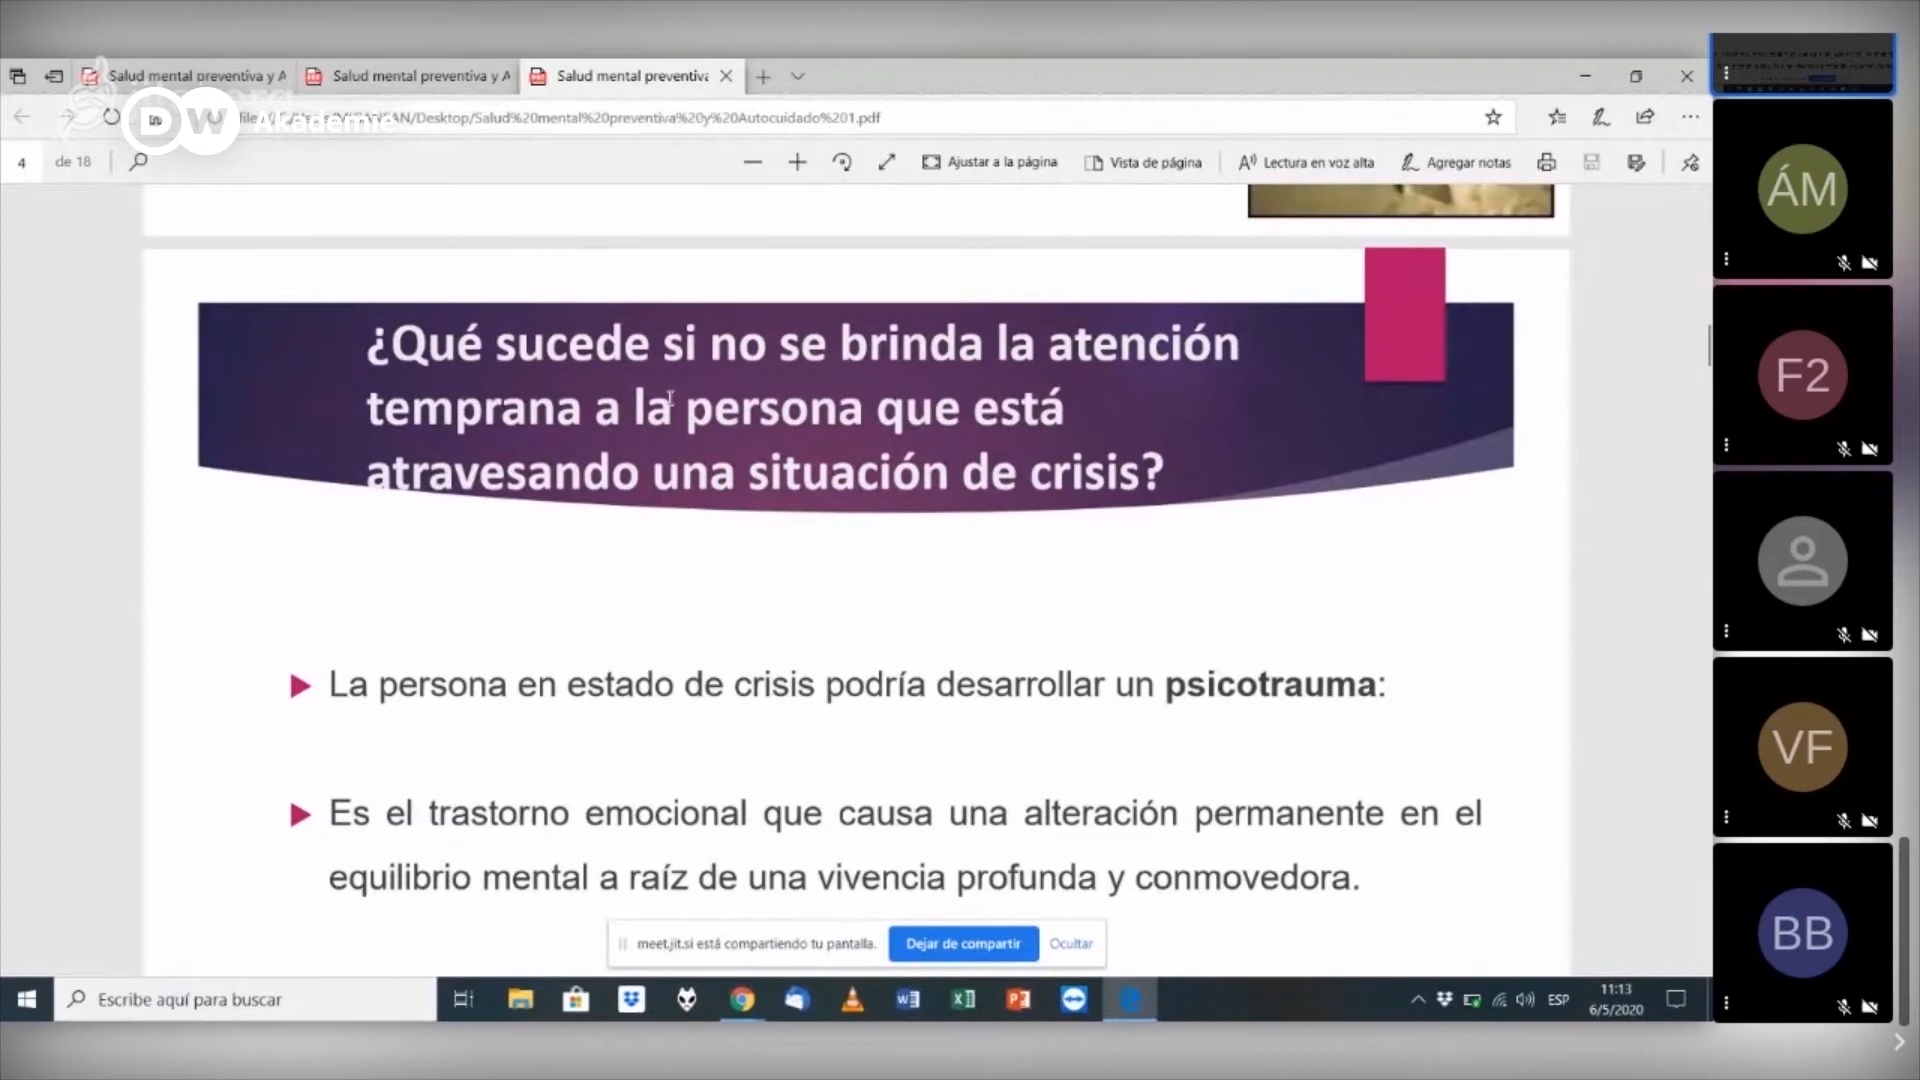 Salud mental preventiva y A
Salud mental preventiva y A
Salud mental preventiva
DW Akademie
/Desktop/Salud%20mental%20preventiva%20y%20Autocuidado%201.pdf
4 de 18
Ajustar a la página
Vista de página
Lectura en voz alta
Agregar notas
¿Qué sucede si no se brinda la atención
temprana a la persona que está
atravesando una situación de crisis?
La persona en estado de crisis podría desarrollar un psicotrauma:
Es el trastorno emocional que causa una alteración permanente en el
equilibrio mental a raíz de una vivencia profunda y conmovedora.
meet.jit.si está compartiendo tu pantalla. Dejar de compartir Ocultar
Escribe aquí para buscar
ESP
11:13
6/5/2020
ÁM
F2
VF
BB